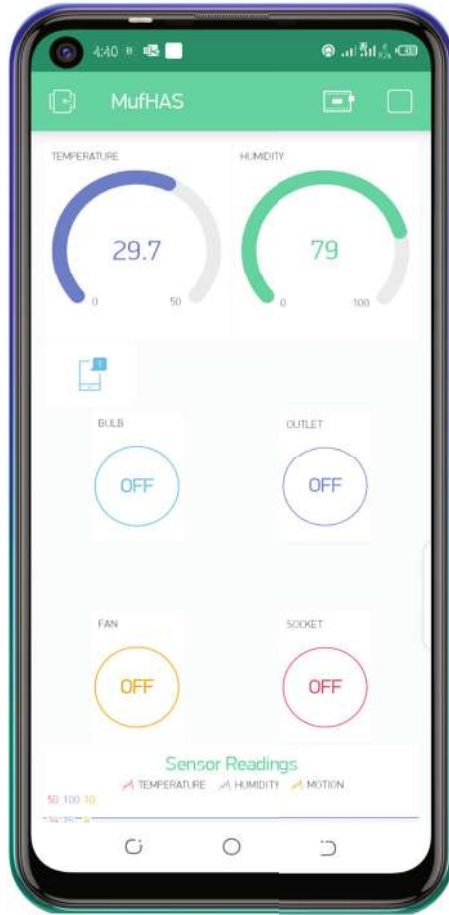 4:40
MufHAS
TEMPERATURE
HUMIDITY
29.7
79
0 50
0 100
BULB
OUTLET
OFF
OFF
FAN
SOCKET
OFF
OFF
Sensor Readings
TEMPERATURE HUMIDITY MOTION
50 100 10